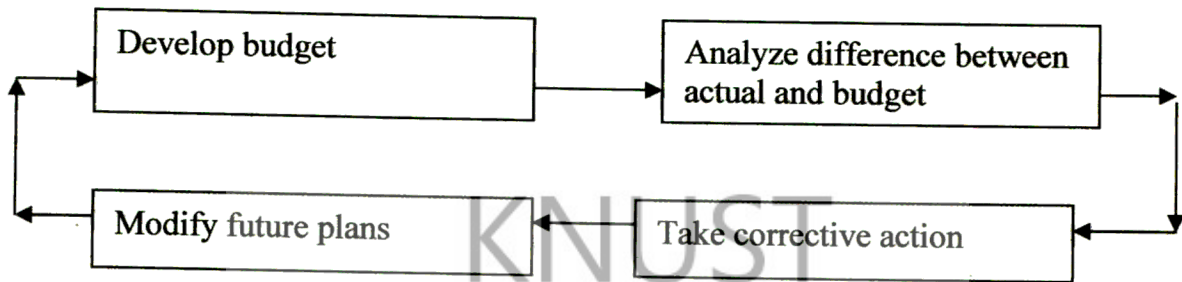 Develop budget
Analyze difference between
actual and budget
Modify future plans
Take corrective action
KNUST